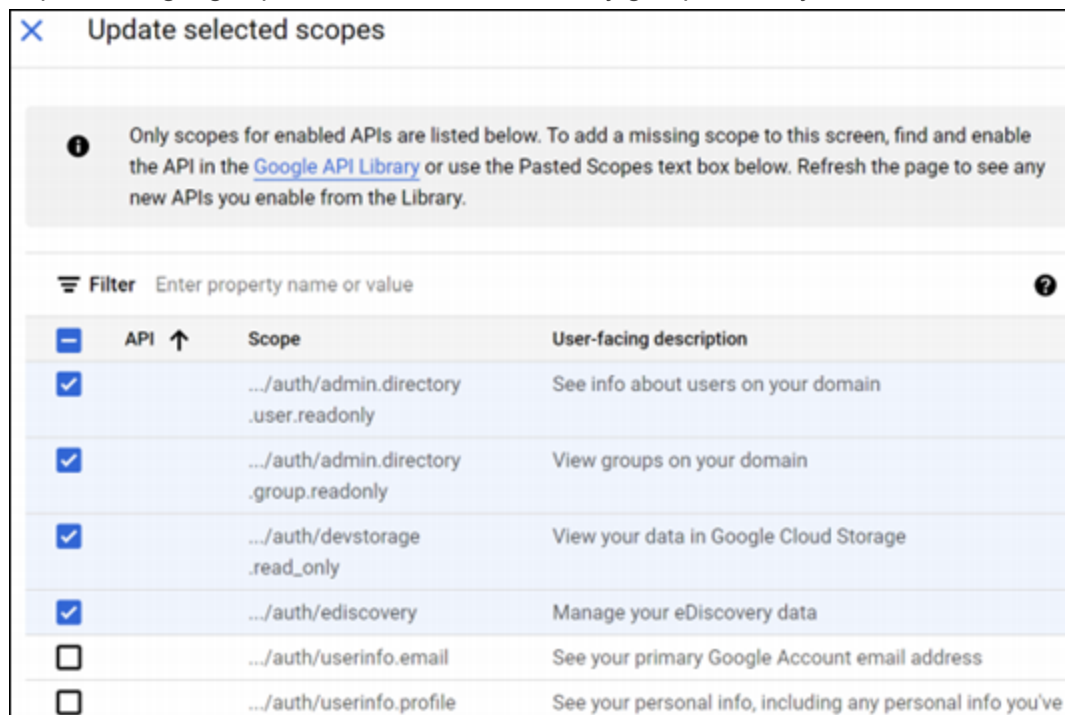 Update selected scopes
Only scopes for enabled APIs are listed below. To add a missing scope to this screen, find and enable
the API in the Google API Library or use the Pasted Scopes text box below. Refresh the page to see any
new APIs you enable from the Library.
Filter Enter property name or value
API Scope User-facing description
.../auth/admin.directory See info about users on your domain
.user.readonly
.../auth/admin.directory View groups on your domain
.group.readonly
.../auth/devstorage View your data in Google Cloud Storage
.read_only
.../auth/ediscovery Manage your eDiscovery data
.../auth/userinfo.email See your primary Google Account email address
.../auth/userinfo.profile See your personal info, including any personal info you've